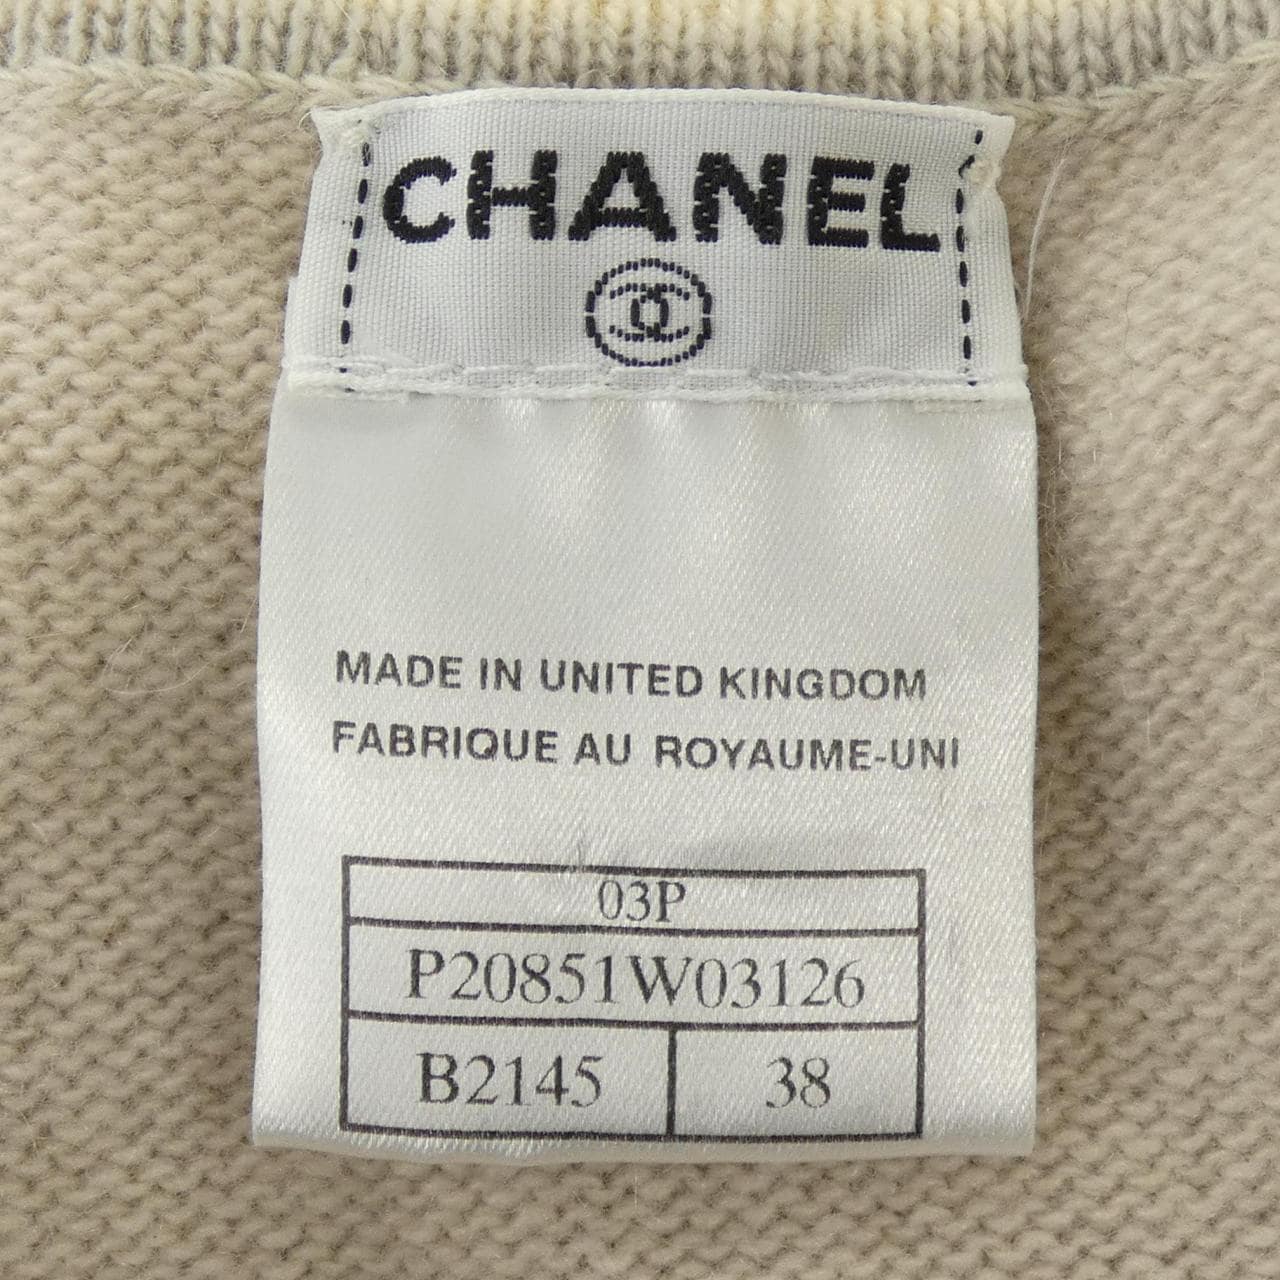 CHANEL
MADE IN UNITED KINGDOM
FABRIQUE AU ROYAUME-UNI
03P
P20851W03126
B2145 38